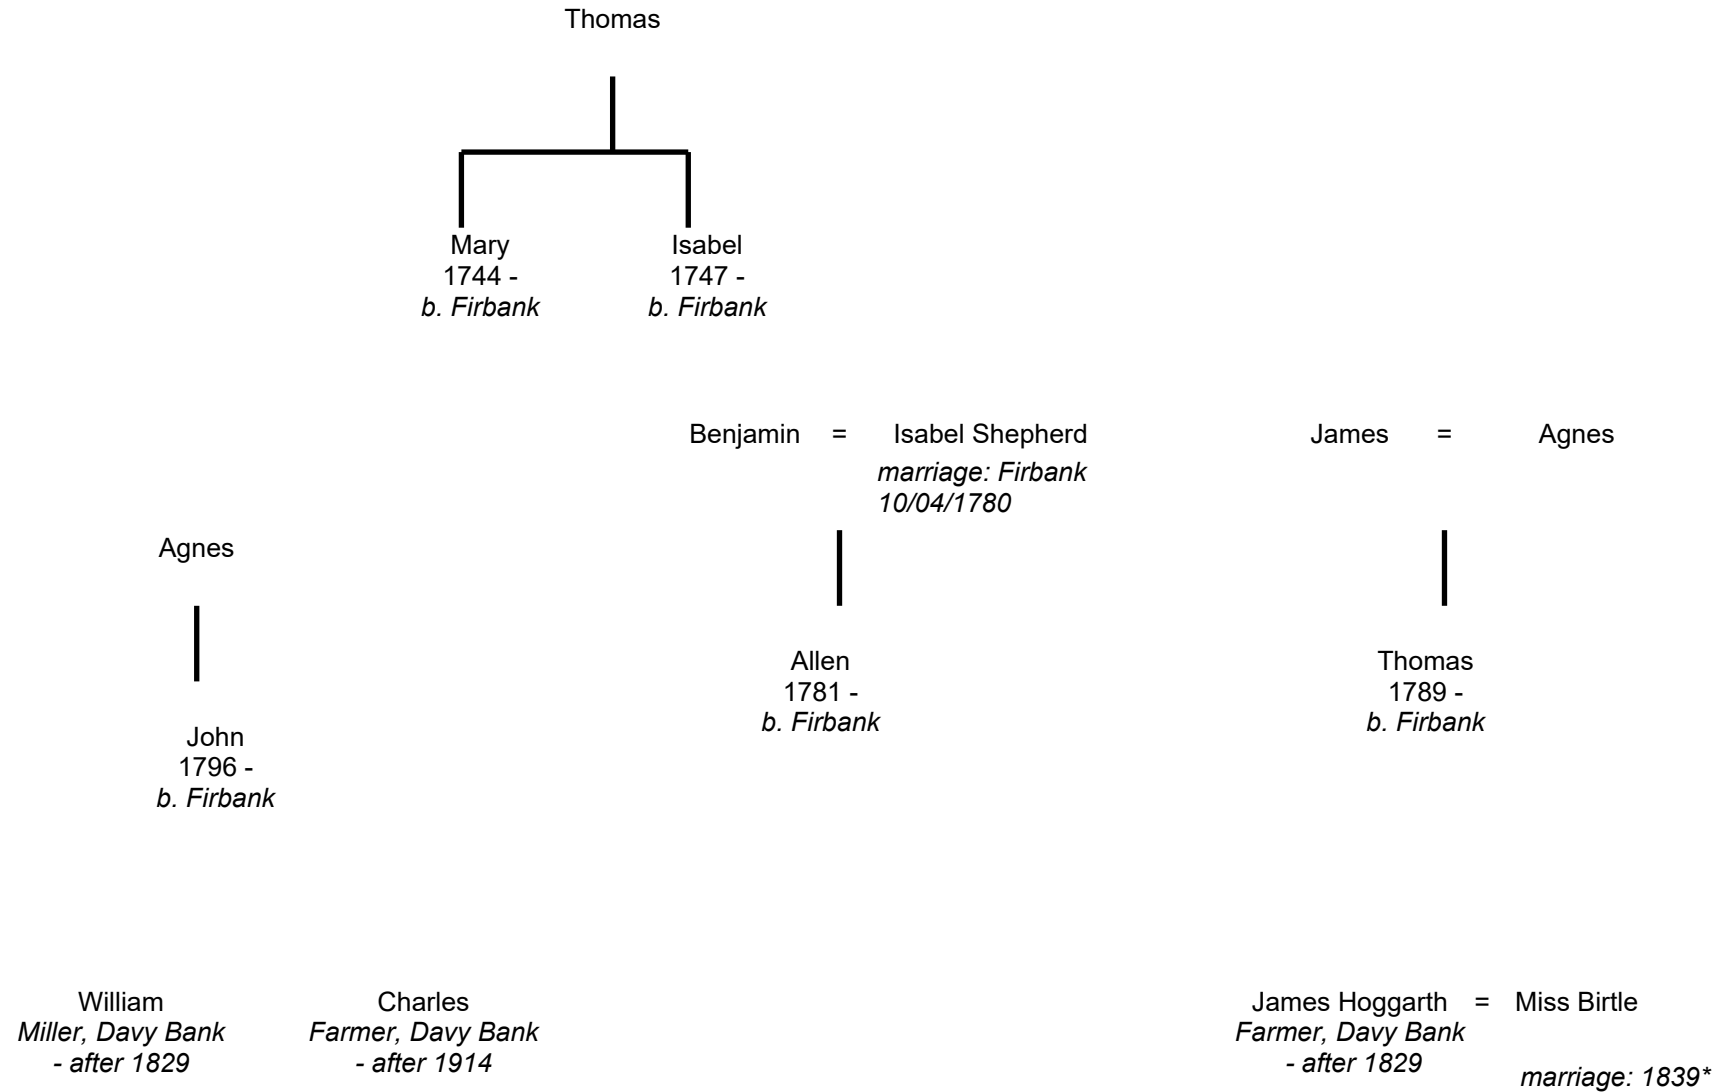 Thomas
Mary
1744 -
b. Firbank
Isabel
1747 -
b. Firbank
Benjamin = Isabel Shepherd
marriage: Firbank
10/04/1780
James = Agnes
Agnes
John
1796 -
b. Firbank
Allen
1781 -
b. Firbank
Thomas
1789 -
b. Firbank
William
Miller, Davy Bank
- after 1829
Charles
Farmer, Davy Bank
- after 1914
James Hoggarth = Miss Birtle
Farmer, Davy Bank
- after 1829
marriage: 1839*